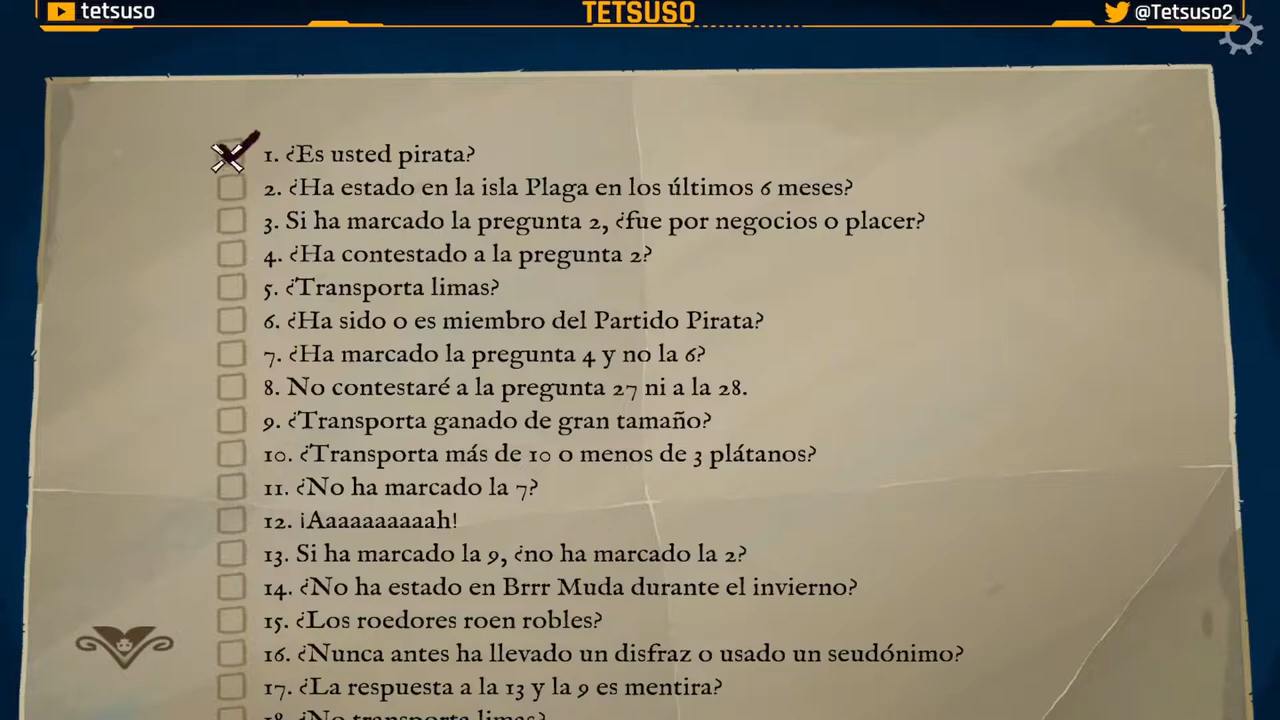 tetsuso
TETSUSO
@Tetsuso2
1. ¿Es usted pirata?
2. ¿Ha estado en la isla Plaga en los últimos 6 meses?
3. Si ha marcado la pregunta 2, ¿fue por negocios o placer?
4. ¿Ha contestado a la pregunta 2?
5. ¿Transporta limas?
6. ¿Ha sido o es miembro del Partido Pirata?
7. ¿Ha marcado la pregunta 4 y no la 6?
8. No contestaré a la pregunta 27 ni a la 28.
9. ¿Transporta ganado de gran tamaño?
10. ¿Transporta más de 10 o menos de 3 plátanos?
11. ¿No ha marcado la 7?
12. ¡Aaaaaaaaaah!
13. Si ha marcado la 9, ¿no ha marcado la 2?
14. ¿No ha estado en Brrr Muda durante el invierno?
15. ¿Los roedores roen robles?
16. ¿Nunca antes ha llevado un disfraz o usado un seudónimo?
17. ¿La respuesta a la 13 y la 9 es mentira?
18. ¿No transporta limas?